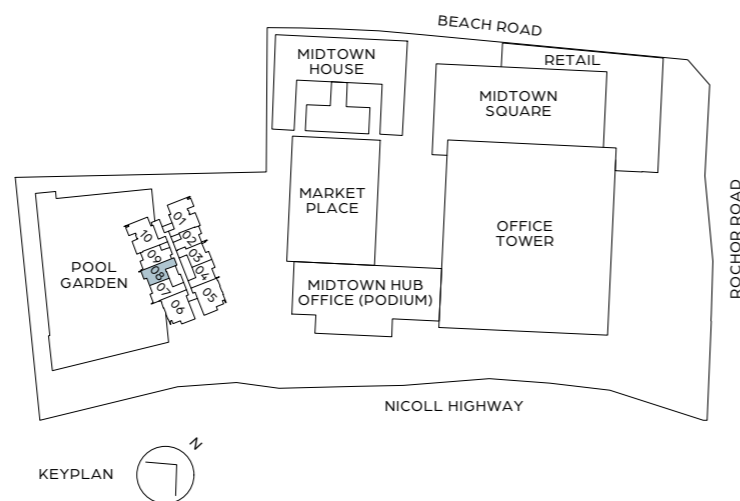 BEACH ROAD
MIDTOWN
HOUSE
RETAIL
MIDTOWN
SQUARE
MARKET
PLACE
OFFICE
TOWER
ROCHOR ROAD
01
02
03
04
05
10
09
08
07
06
POOL
GARDEN
MIDTOWN HUB
OFFICE (PODIUM)
NICOLL HIGHWAY
KEYPLAN
N